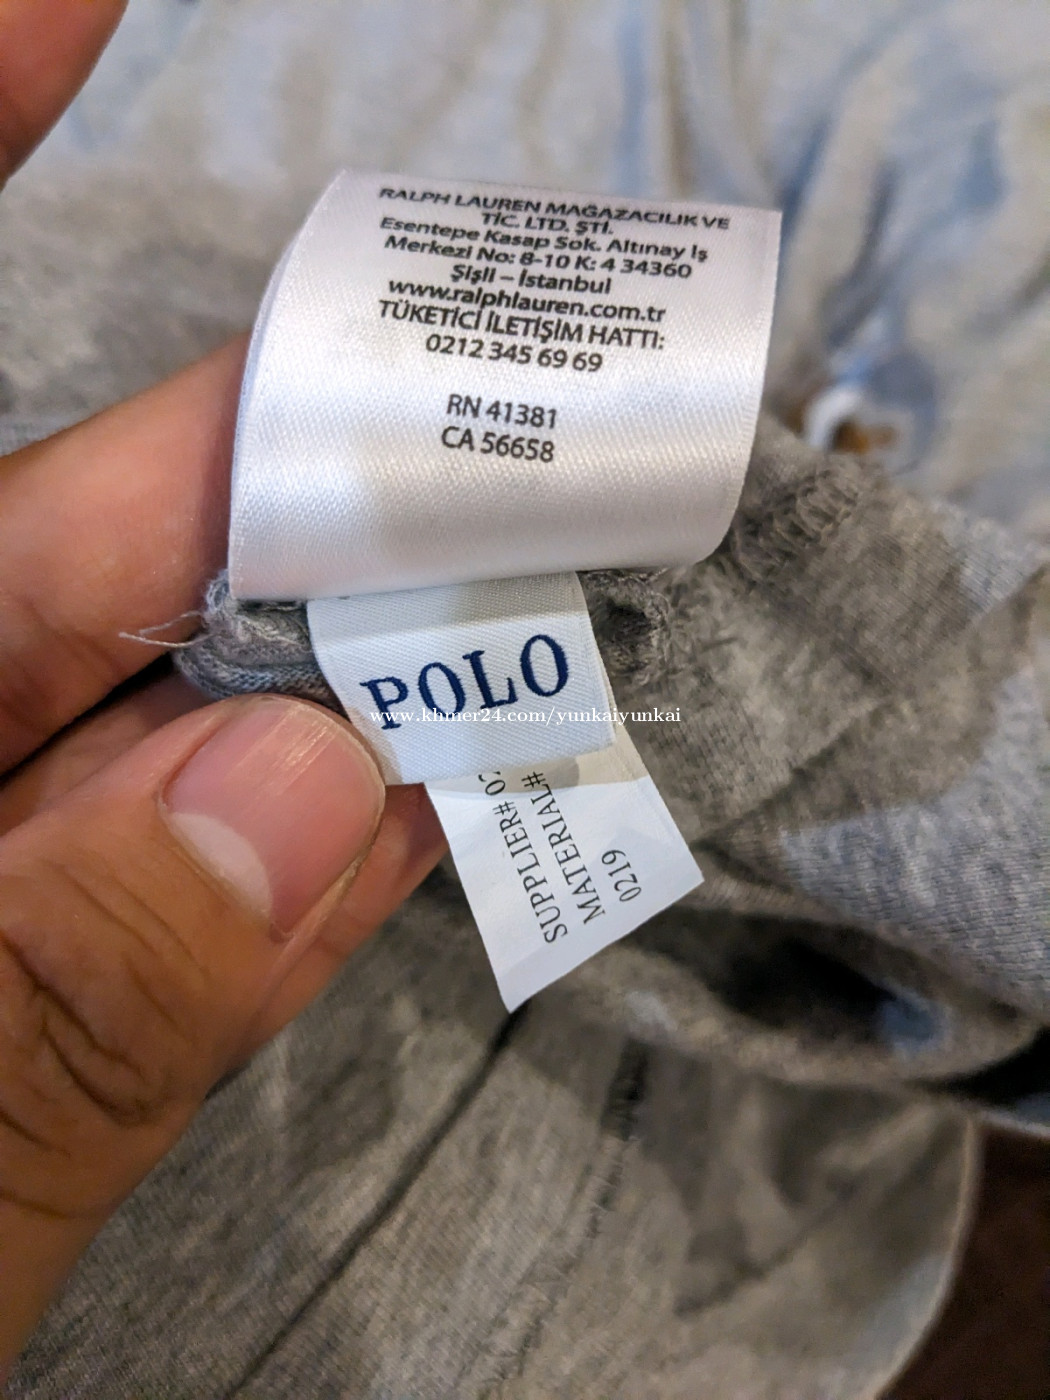 RALPH LAUREN MAĞAZACILIK VE
TİC. LTD. ŞTİ.
Esentepe Kasap Sok. Altınay İş
Merkezi No: 8-10 K: 4 34360
Şişli – İstanbul
www.ralphlauren.com.tr
TÜKETİCİ İLETİŞİM HATTI:
0212 345 69 69
RN 41381
CA 56658
POLO
www.khmer24.com/yunkaiyunkai
SUPPLIER#
MATERIAL#
0219